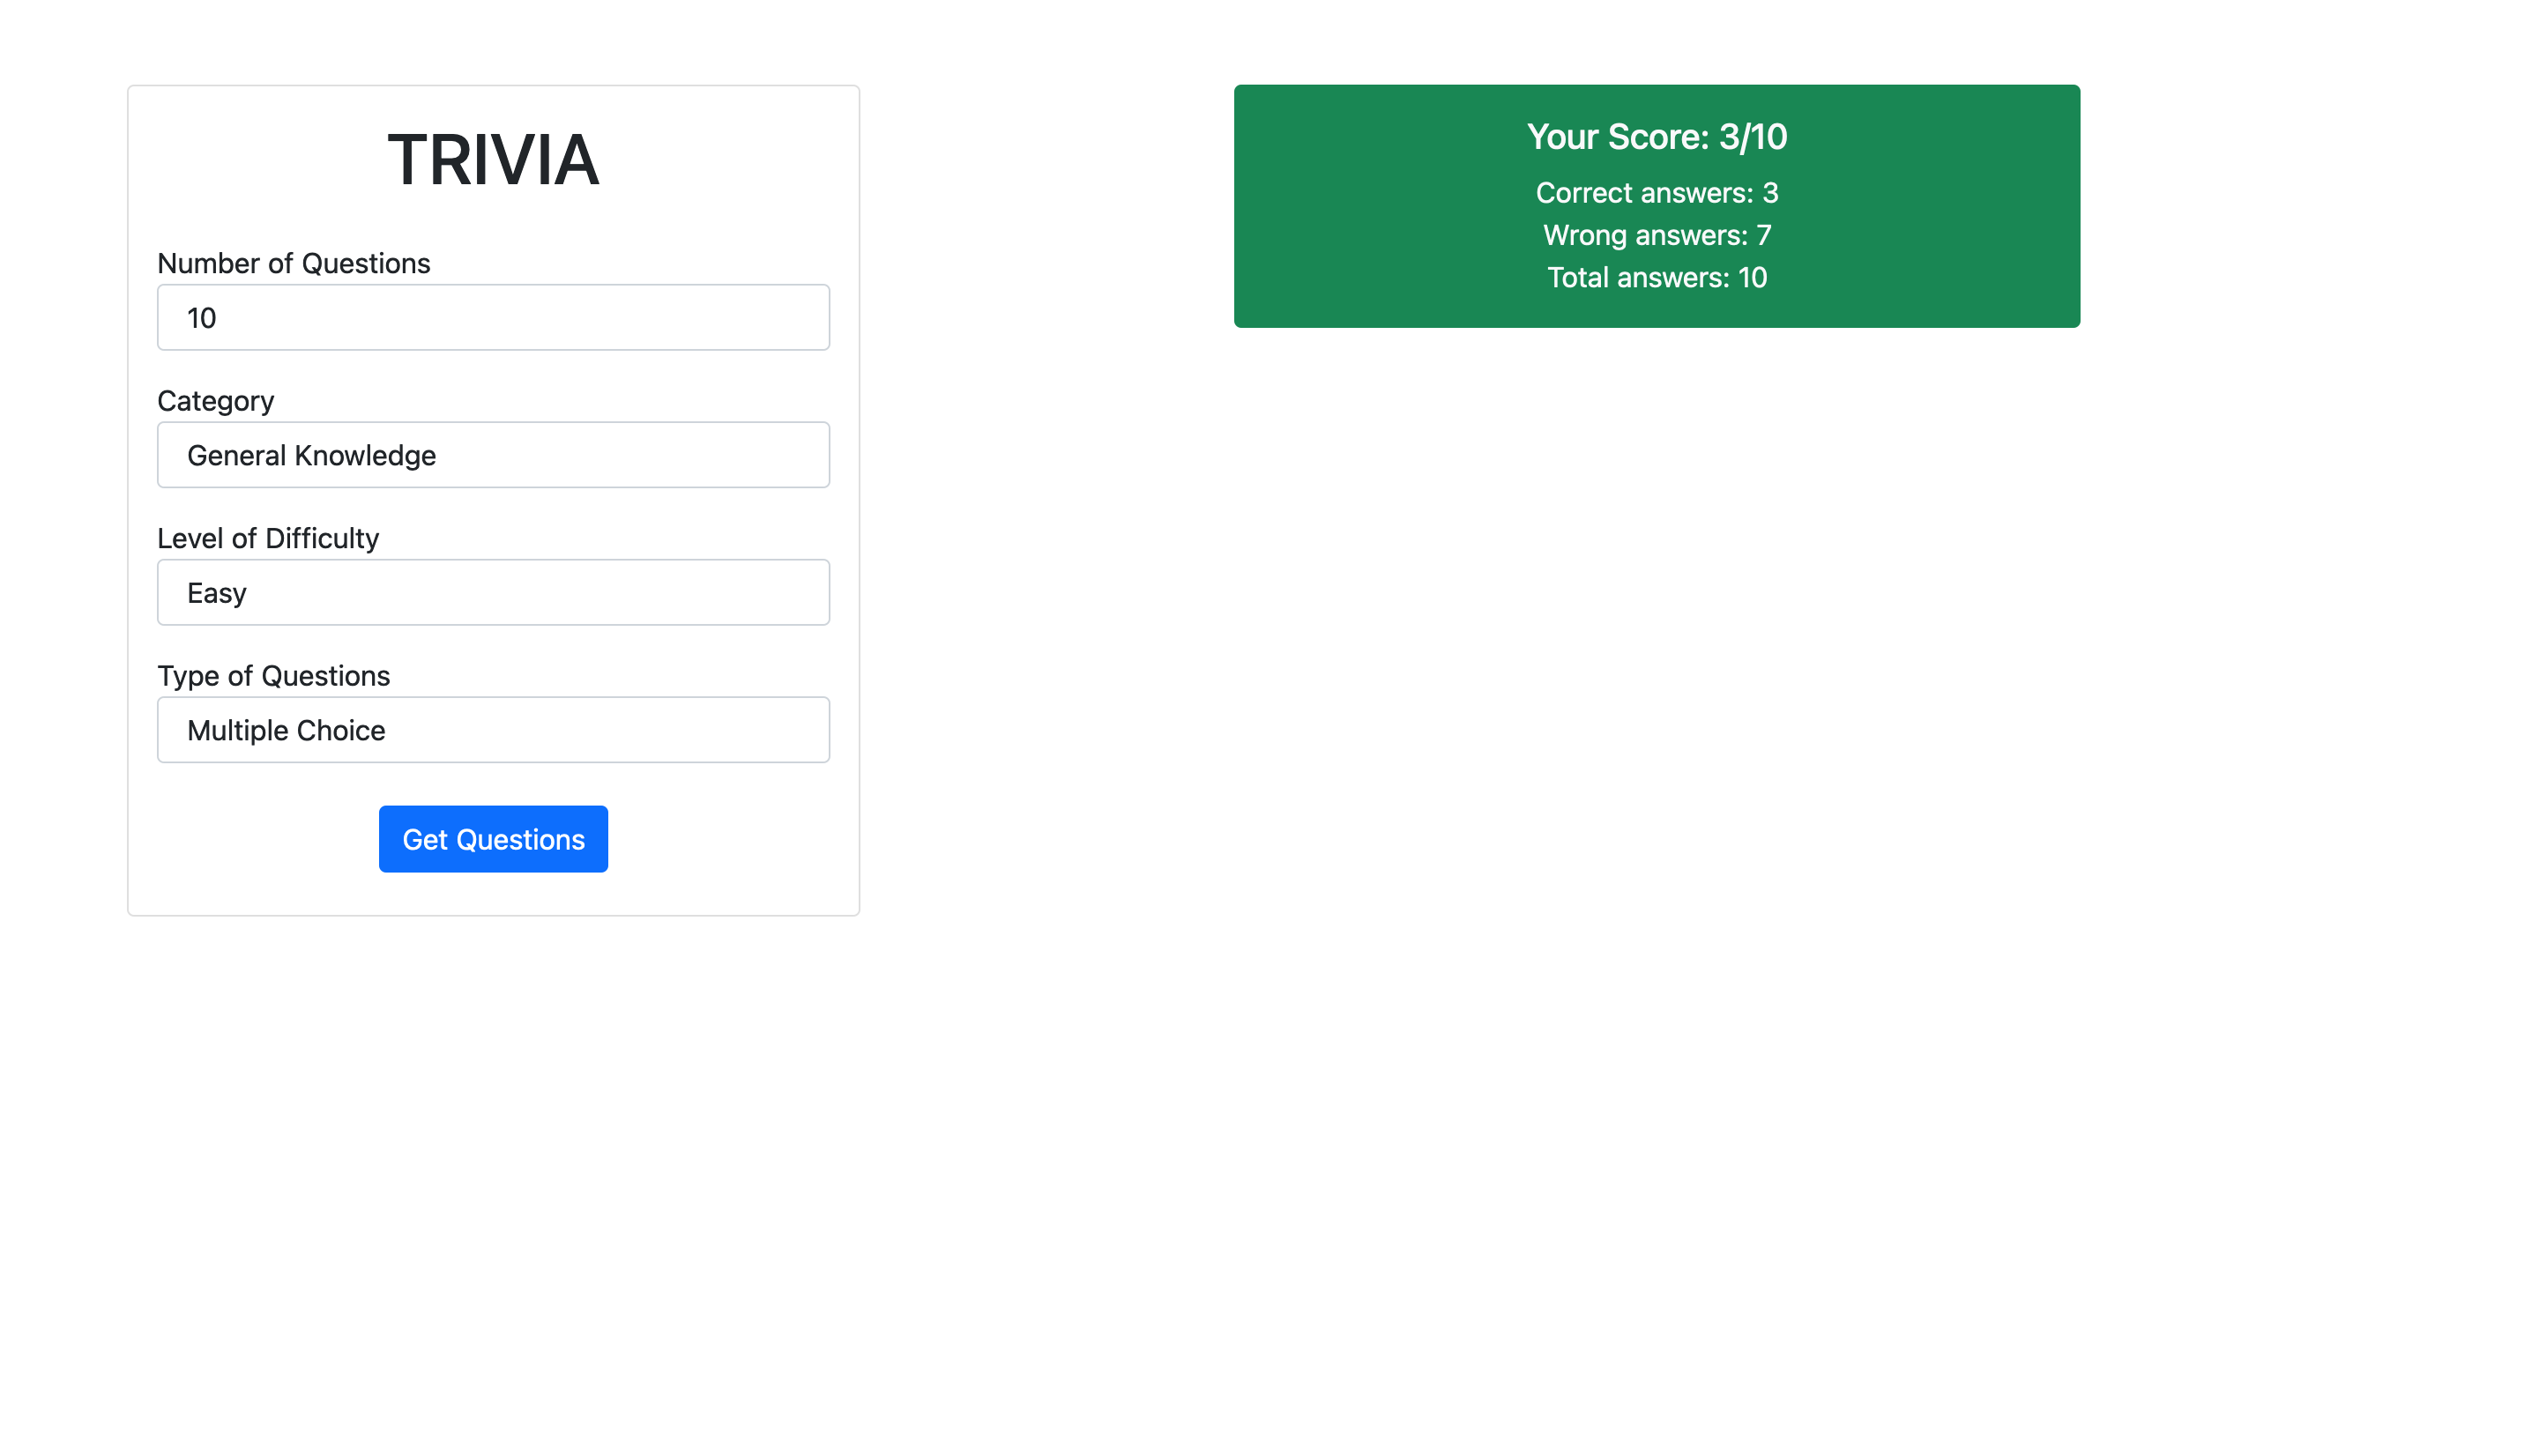 TRIVIA
Number of Questions
10
Category
General Knowledge
Level of Difficulty
Easy
Type of Questions
Multiple Choice
Get Questions
Your Score: 3/10
Correct answers: 3
Wrong answers: 7
Total answers: 10